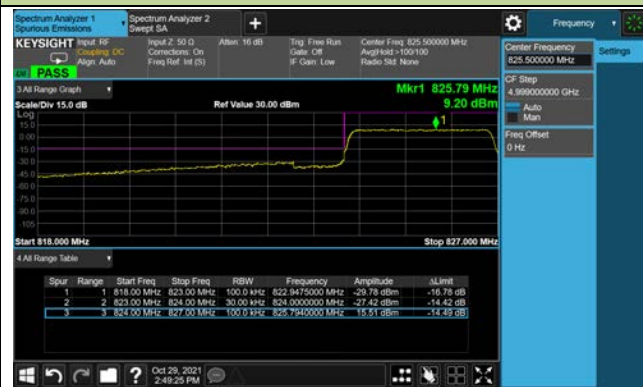 Spectrum Analyzer 1
Spurious Emissions
Spectrum Analyzer 2
Swept SA
Frequency
KEYSIGHT
Input: RF
Coupling: DC
Align: Auto
Input Z: 50 Ω
Corrections: On
Freq Ref: Int (S)
Atten: 16 dB
Trig: Free Run
Gate: Off
IF Gain: Low
Center Freq: 825.500000 MHz
Avg|Hold:>100/100
Radio Std: None
PASS
Center Frequency
825.500000 MHz
Settings
CF Step
4.999000000 GHz
Auto
Man
Freq Offset
0 Hz
3 All Range Graph
Scale/Div 15.0 dB
Ref Value 30.00 dBm
Mkr1 825.79 MHz
9.20 dBm
Log
15.0
0.00
-15.0
-30.0
-45.0
-60.0
-75.0
-90.0
-105
1
Start 818.000 MHz
Stop 827.000 MHz
4 All Range Table
Spur Range Start Freq Stop Freq RBW Frequency Amplitude ΔLimit
1 1 818.00 MHz 823.00 MHz 100.0 kHz 822.9475000 MHz -29.78 dBm -16.78 dB
2 2 823.00 MHz 824.00 MHz 30.00 kHz 824.0000000 MHz -27.42 dBm -14.42 dB
3 3 824.00 MHz 827.00 MHz 100.0 kHz 825.7940000 MHz 15.51 dBm -14.49 dB
Oct 29, 2021
2:49:25 PM